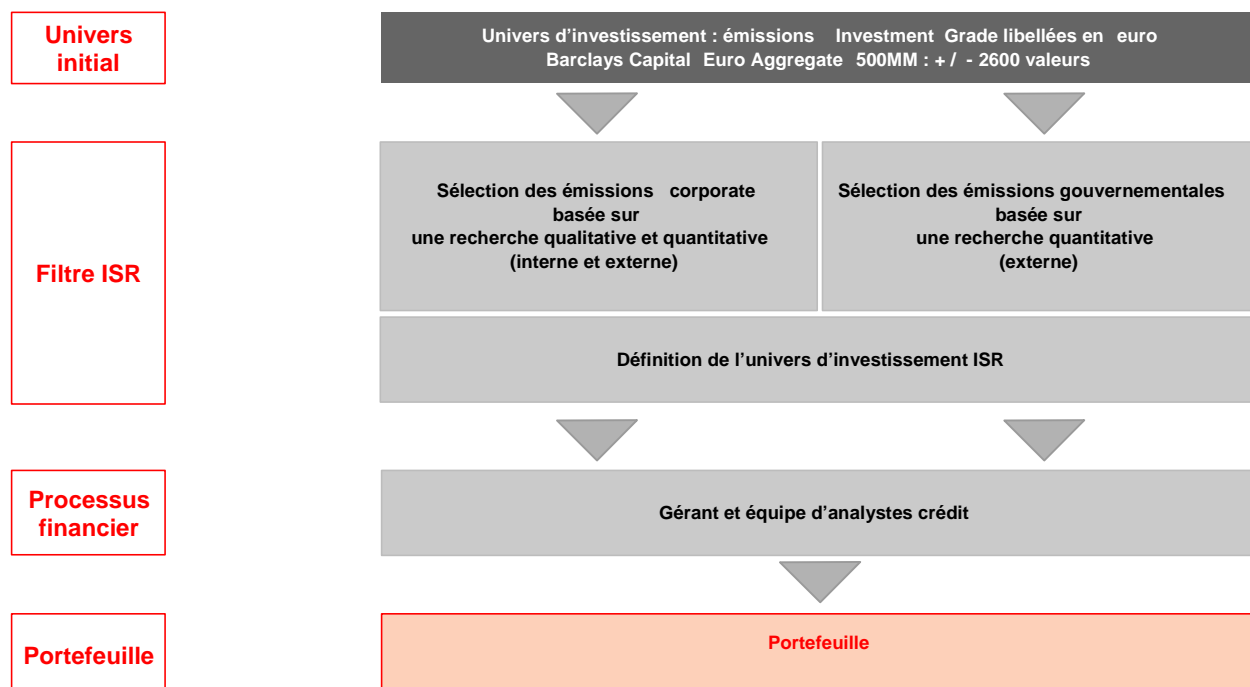 Univers
initial
Univers d’investissement : émissions Investment Grade libellées en euro
Barclays Capital Euro Aggregate 500MM : + / - 2600 valeurs
Filtre ISR
Sélection des émissions corporate
basée sur
une recherche qualitative et quantitative
(interne et externe)
Sélection des émissions gouvernementales
basée sur
une recherche quantitative
(externe)
Définition de l’univers d’investissement ISR
Processus
financier
Gérant et équipe d’analystes crédit
Portefeuille
Portefeuille